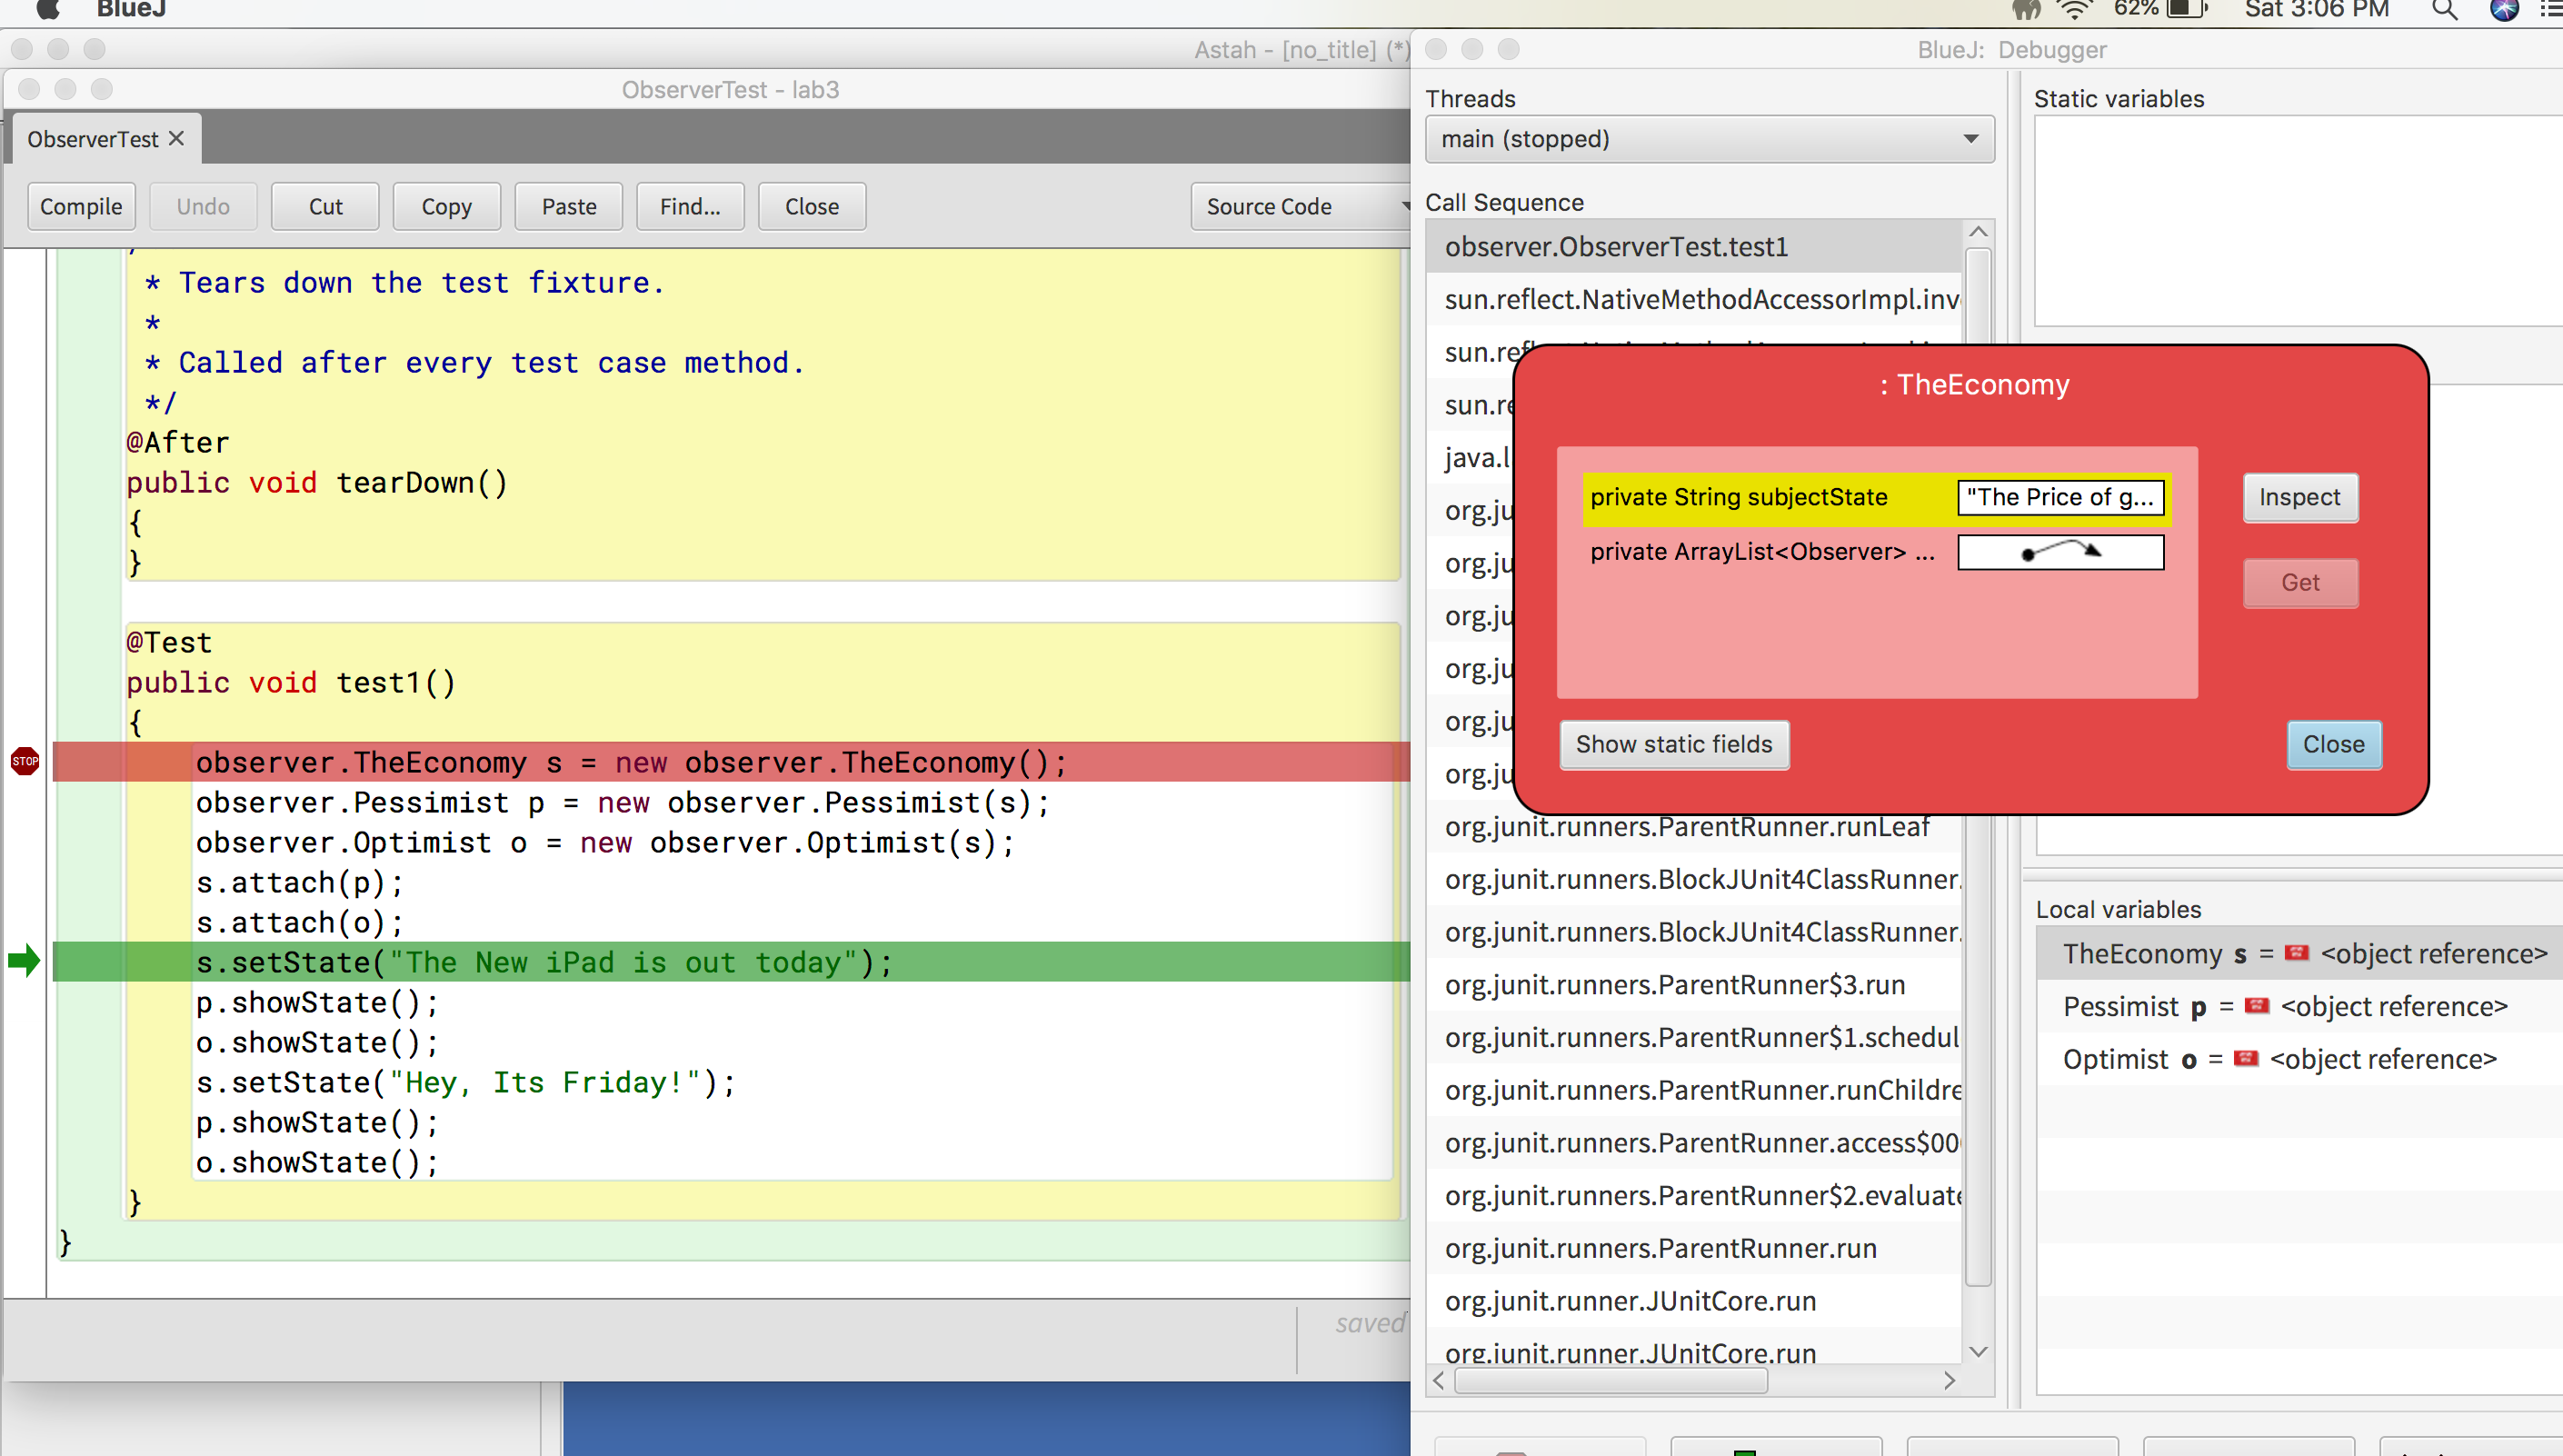 BlueJ
62%
Sat 3:06 PM
Astah - [no_title] (*)
ObserverTest - lab3
ObserverTest
Compile
Undo
Cut
Copy
Paste
Find...
Close
Source Code
* Tears down the test fixture.
*
* Called after every test case method.
*/
@After
public void tearDown()
{
}
@Test
public void test1()
{
STOP
observer.TheEconomy s = new observer.TheEconomy();
observer.Pessimist p = new observer.Pessimist(s);
observer.Optimist o = new observer.Optimist(s);
s.attach(p);
s.attach(o);
s.setState("The New iPad is out today");
p.showState();
o.showState();
s.setState("Hey, Its Friday!");
p.showState();
o.showState();
}
}
saved
BlueJ: Debugger
Threads
main (stopped)
Call Sequence
observer.ObserverTest.test1
sun.reflect.NativeMethodAccessorImpl.inv
sun.ref
sun.re
java.l
org.ju
org.ju
org.ju
org.ju
org.ju
org.ju
org.junit.runners.ParentRunner.runLeaf
org.junit.runners.BlockJUnit4ClassRunner.
org.junit.runners.BlockJUnit4ClassRunner.
org.junit.runners.ParentRunner$3.run
org.junit.runners.ParentRunner$1.schedul
org.junit.runners.ParentRunner.runChildre
org.junit.runners.ParentRunner.access$00
org.junit.runners.ParentRunner$2.evaluate
org.junit.runners.ParentRunner.run
org.junit.runner.JUnitCore.run
org.junit.runner.JUnitCore.run
Static variables
: TheEconomy
private String subjectState
"The Price of g...
private ArrayList<Observer> ...
Inspect
Get
Show static fields
Close
Local variables
TheEconomy s = <object reference>
Pessimist p = <object reference>
Optimist o = <object reference>